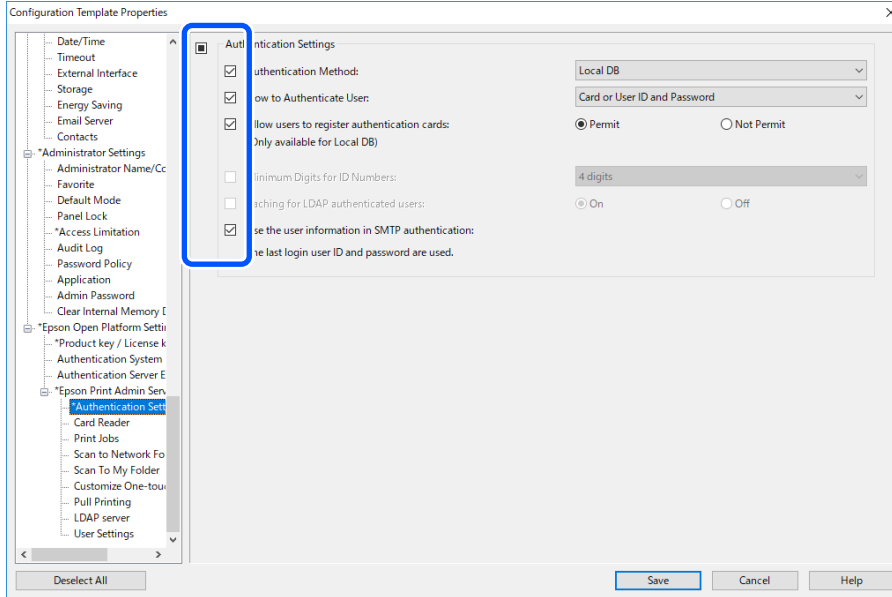 Configuration Template Properties
Date/Time
Timeout
External Interface
Storage
Energy Saving
Email Server
Contacts
*Administrator Settings
Administrator Name/Cc
Favorite
Default Mode
Panel Lock
*Access Limitation
Audit Log
Password Policy
Application
Admin Password
Clear Internal Memory
*Epson Open Platform Settin
*Product key / License k
Authentication System
Authentication Server E
*Epson Print Admin Serv
*Authentication Sett
Card Reader
Print Jobs
Scan to Network Fo
Scan To My Folder
Customize One-tou
Pull Printing
LDAP server
User Settings
Deselect All
Aut ntication Settings
uthentication Method:
Local DB
ow to Authenticate User:
Card or User ID and Password
llow users to register authentication cards:
Only available for Local DB)
Permit
Not Permit
inimum Digits for ID Numbers:
4 digits
aching for LDAP authenticated users:
On
Off
se the user information in SMTP authentication:
he last login user ID and password are used.
Save
Cancel
Help